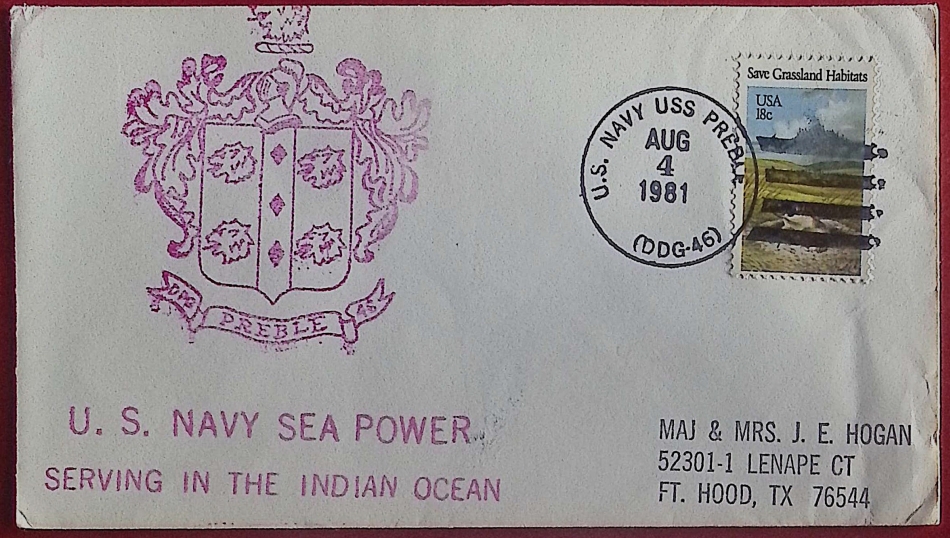 DDG PREBLE 46
U. S. NAVY SEA POWER
SERVING IN THE INDIAN OCEAN
U.S. NAVY USS PREBLE
AUG
4
1981
(DDG-46)
Save Grassland Habitats
USA
18c
MAJ & MRS. J. E. HOGAN
52301-1 LENAPE CT
FT. HOOD, TX 76544